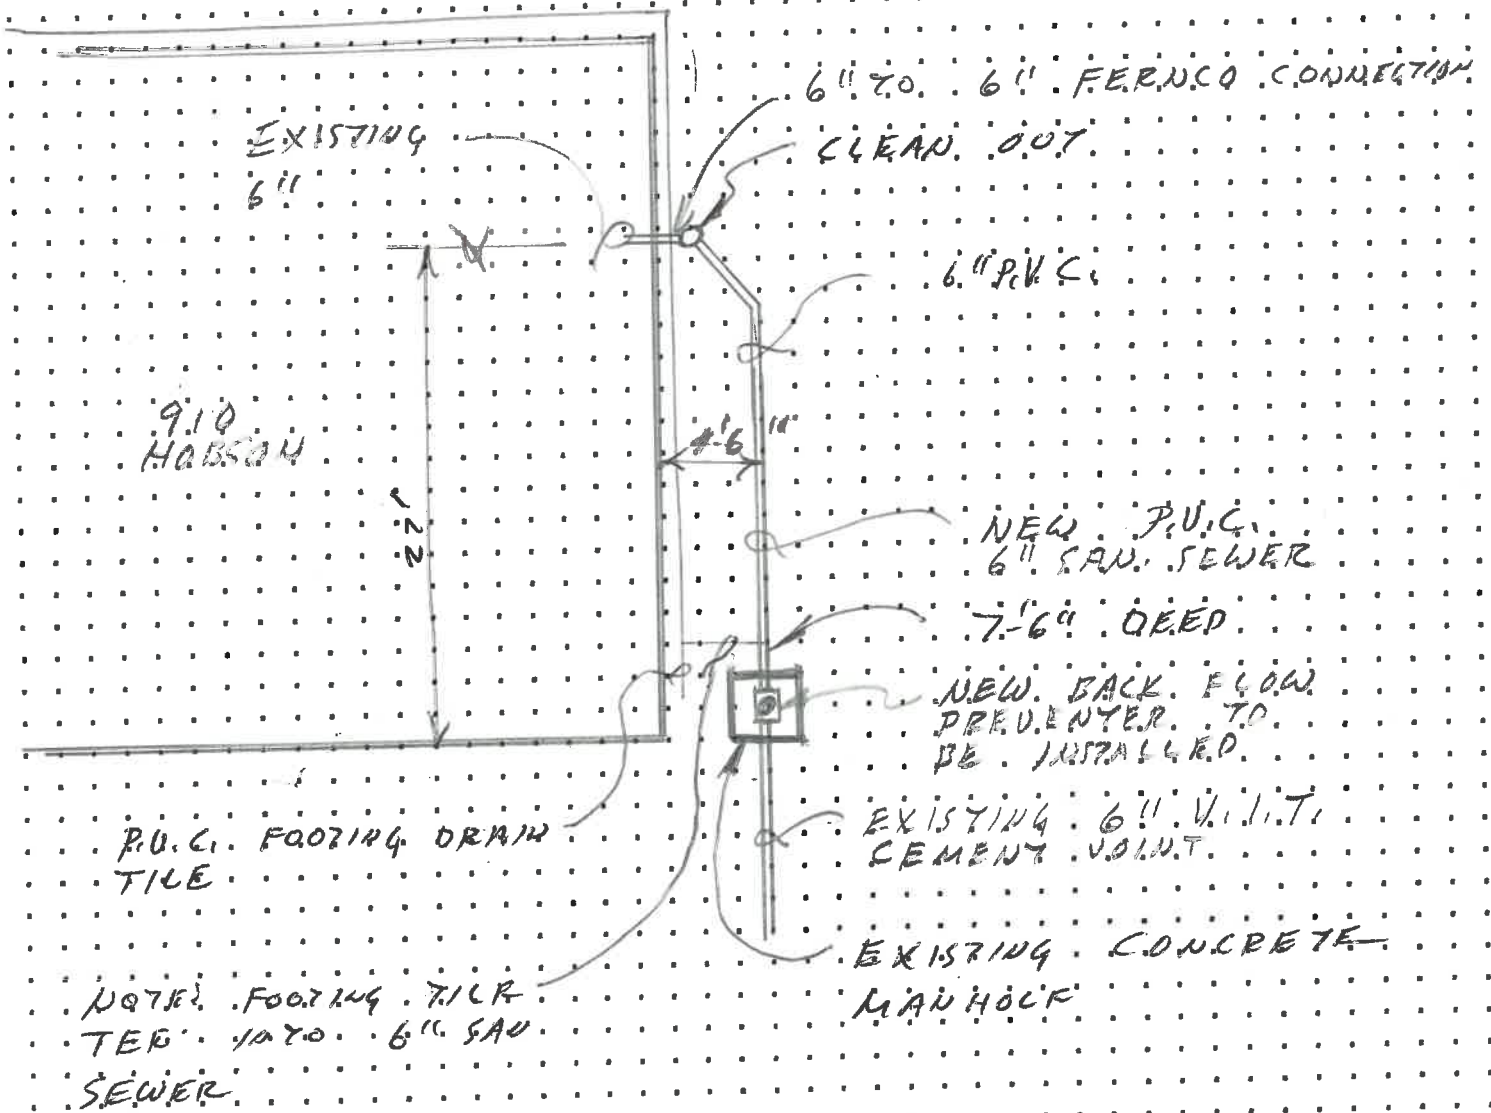 6" TO 6" FERNCO CONNECTION
CLEAN OUT
EXISTING
6"
6" P.V.C.
910
HOBSON
4'-6"
22'
NEW P.V.C.
6" SAN. SEWER
7'-6" DEEP
NEW BACK FLOW
PREVENTER TO
BE INSTALLED
P.V.C. FOOTING DRAIN
TILE
EXISTING 6" V.I.T.
CEMENT JOINT
EXISTING CONCRETE
MANHOLE
NOTE: FOOTING TILE
TEE INTO 6" SAN
SEWER